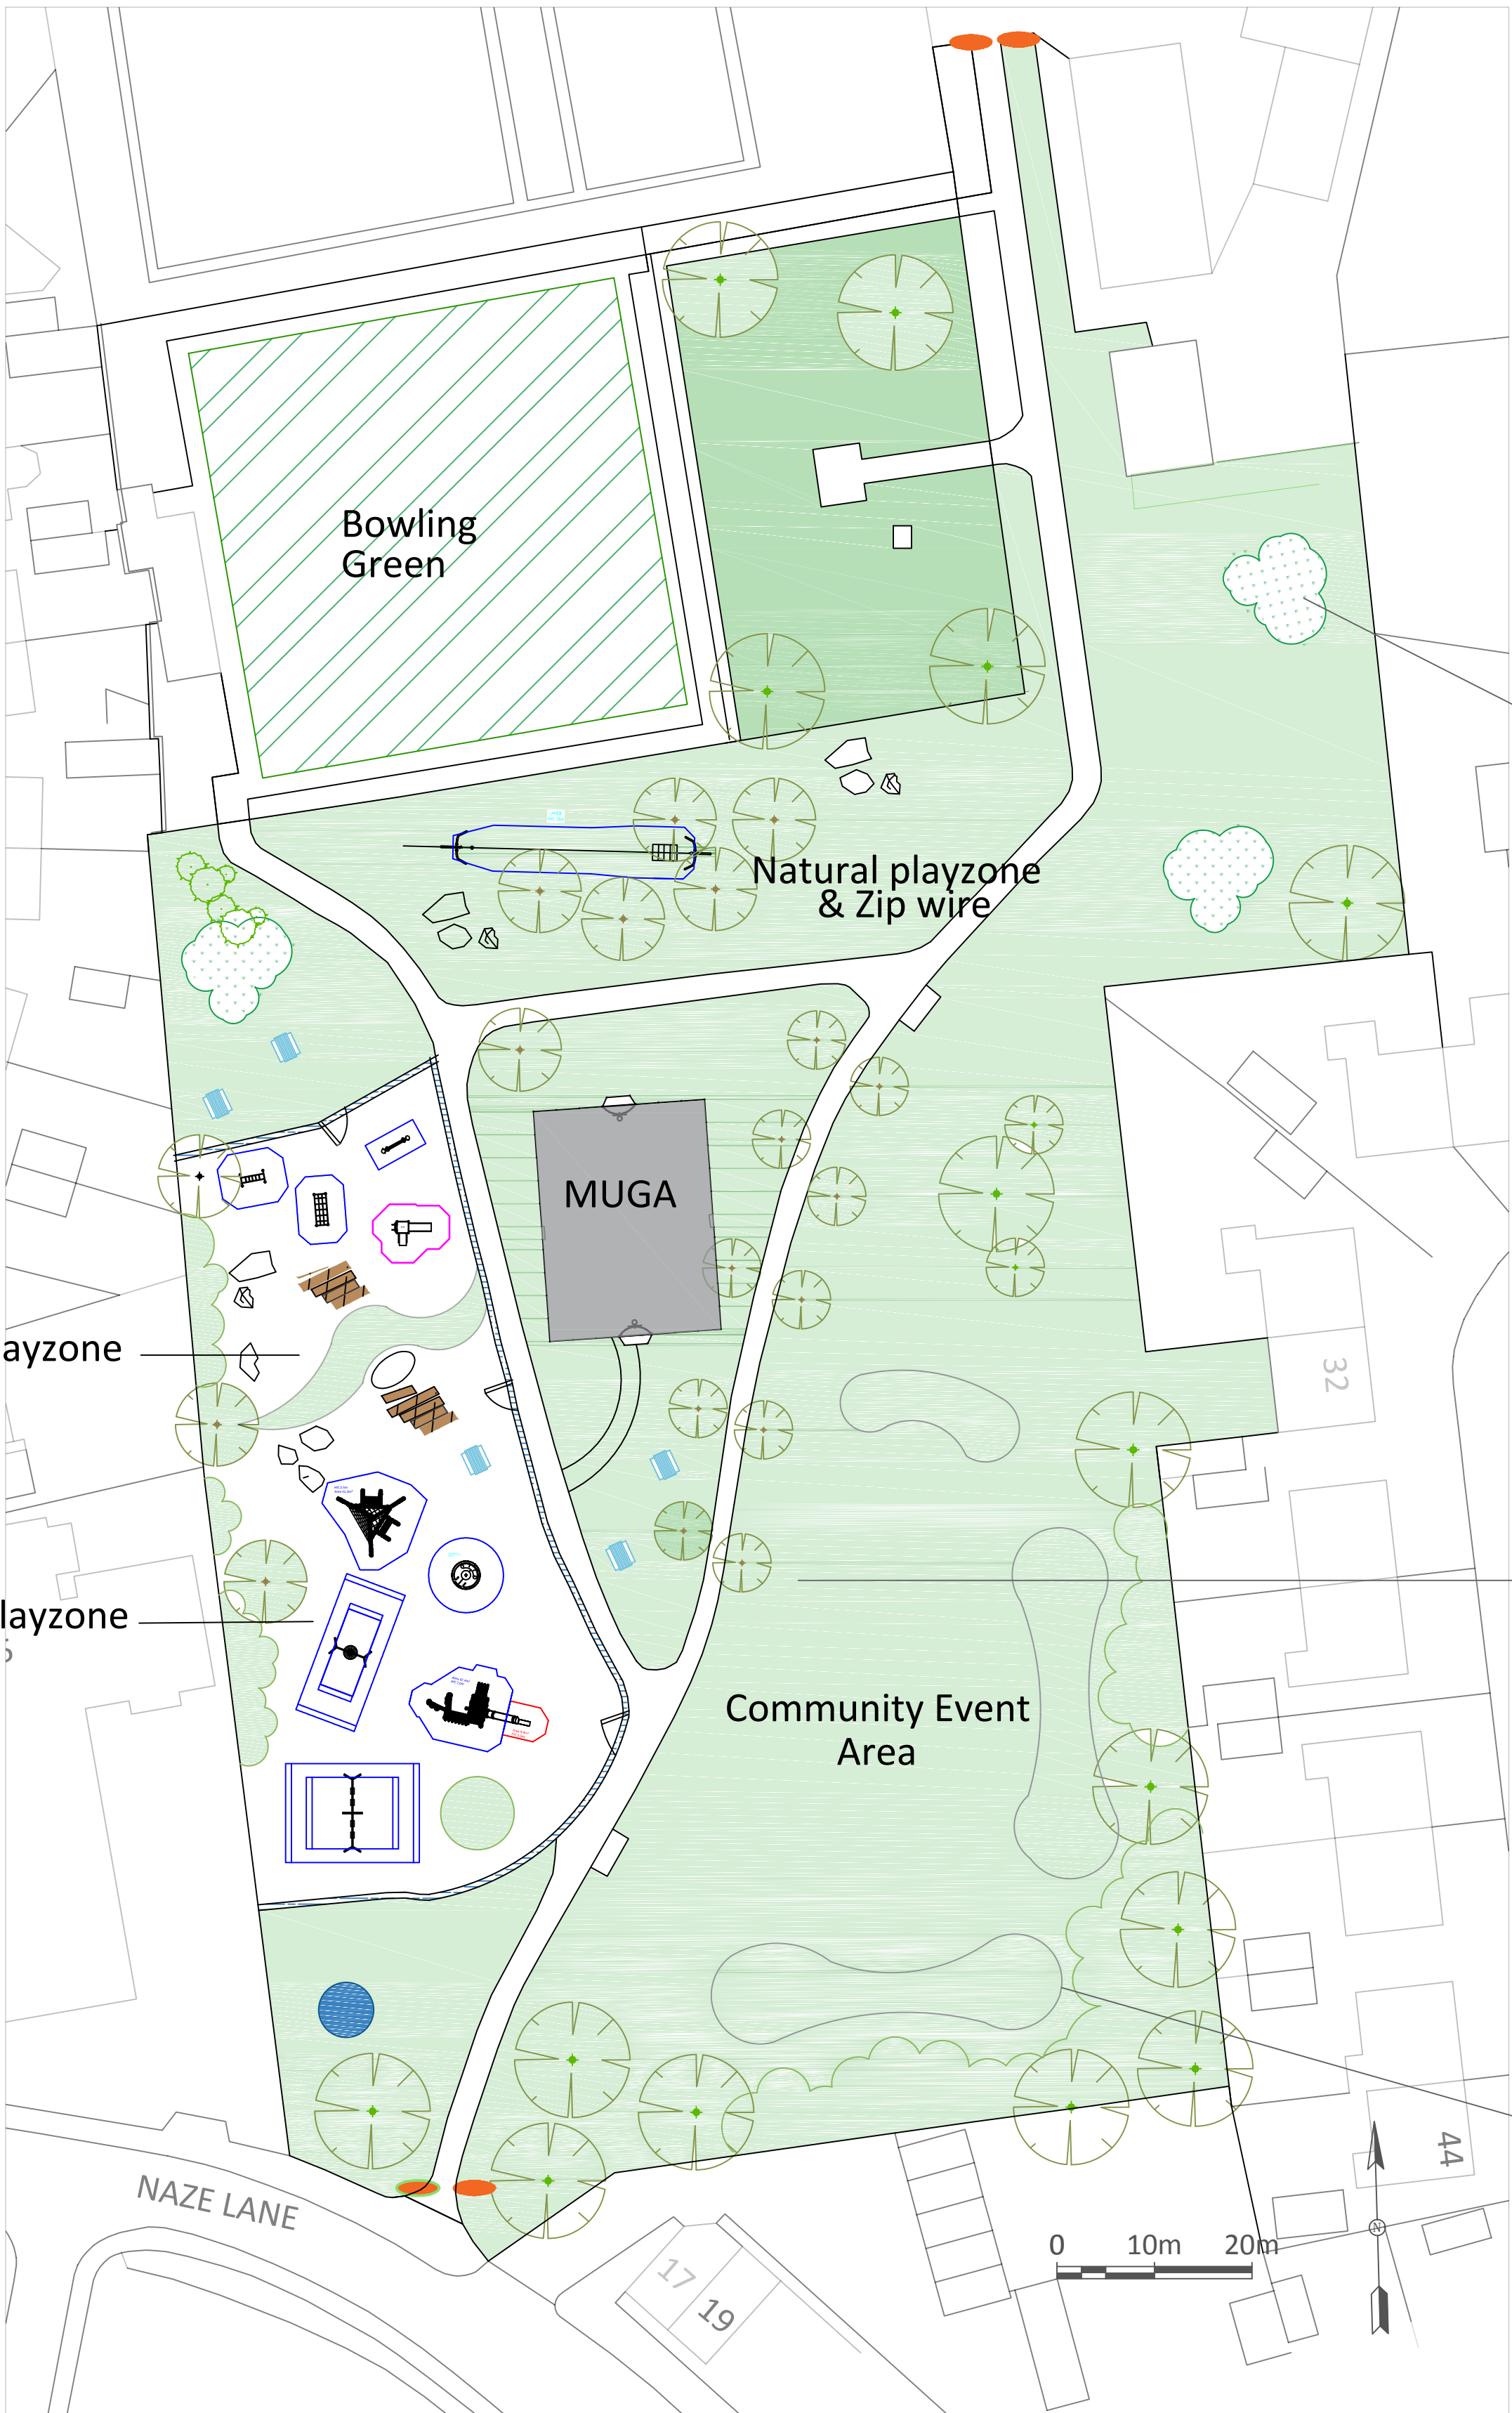 Bowling
Green
Natural playzone
& Zip wire
MUGA
ayzone
32
layzone
Community Event
Area
NAZE LANE
44
0 10m 20m
N
17
19